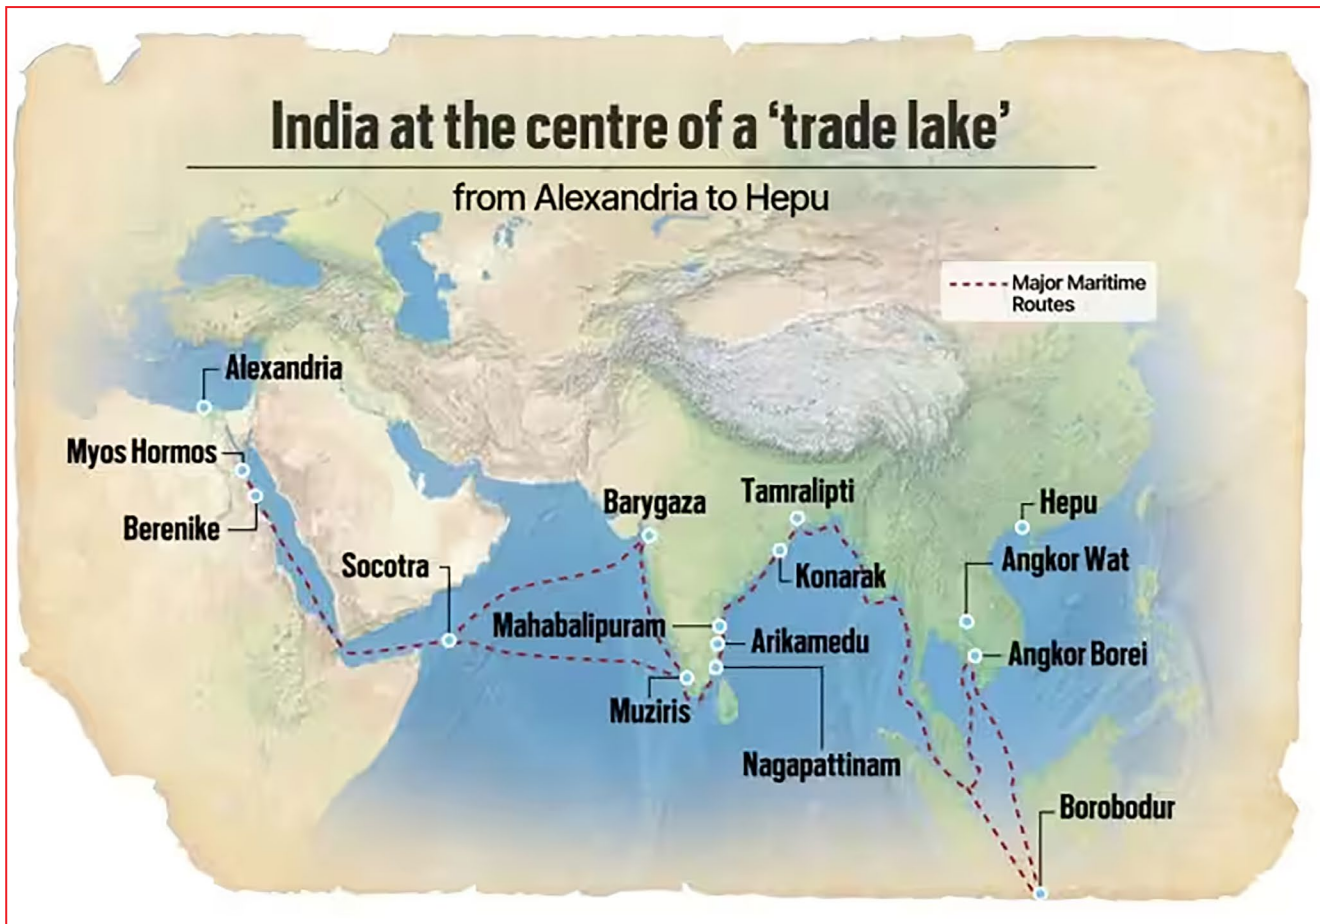 India at the centre of a ‘trade lake’
from Alexandria to Hepu
Major Maritime
Routes
Alexandria
Myos Hormos
Berenike
Socotra
Barygaza
Tamralipti
Hepu
Konarak
Angkor Wat
Mahabalipuram
Arikamedu
Angkor Borei
Muziris
Nagapattinam
Borobodur